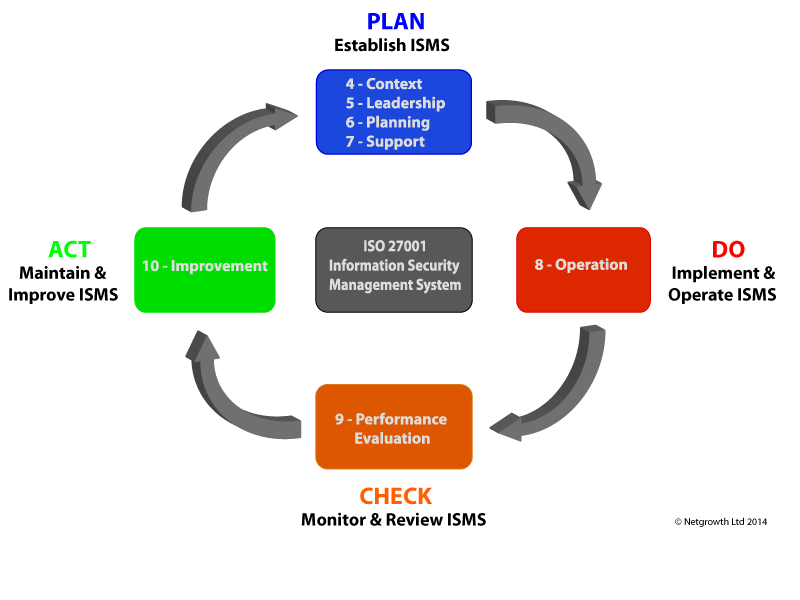 PLAN
Establish ISMS
4 - Context
5 - Leadership
6 - Planning
7 - Support
ACT
Maintain &
Improve ISMS
10 - Improvement
ISO 27001
Information Security
Management System
8 - Operation
DO
Implement &
Operate ISMS
9 - Performance
Evaluation
CHECK
Monitor & Review ISMS
© Netgrowth Ltd 2014